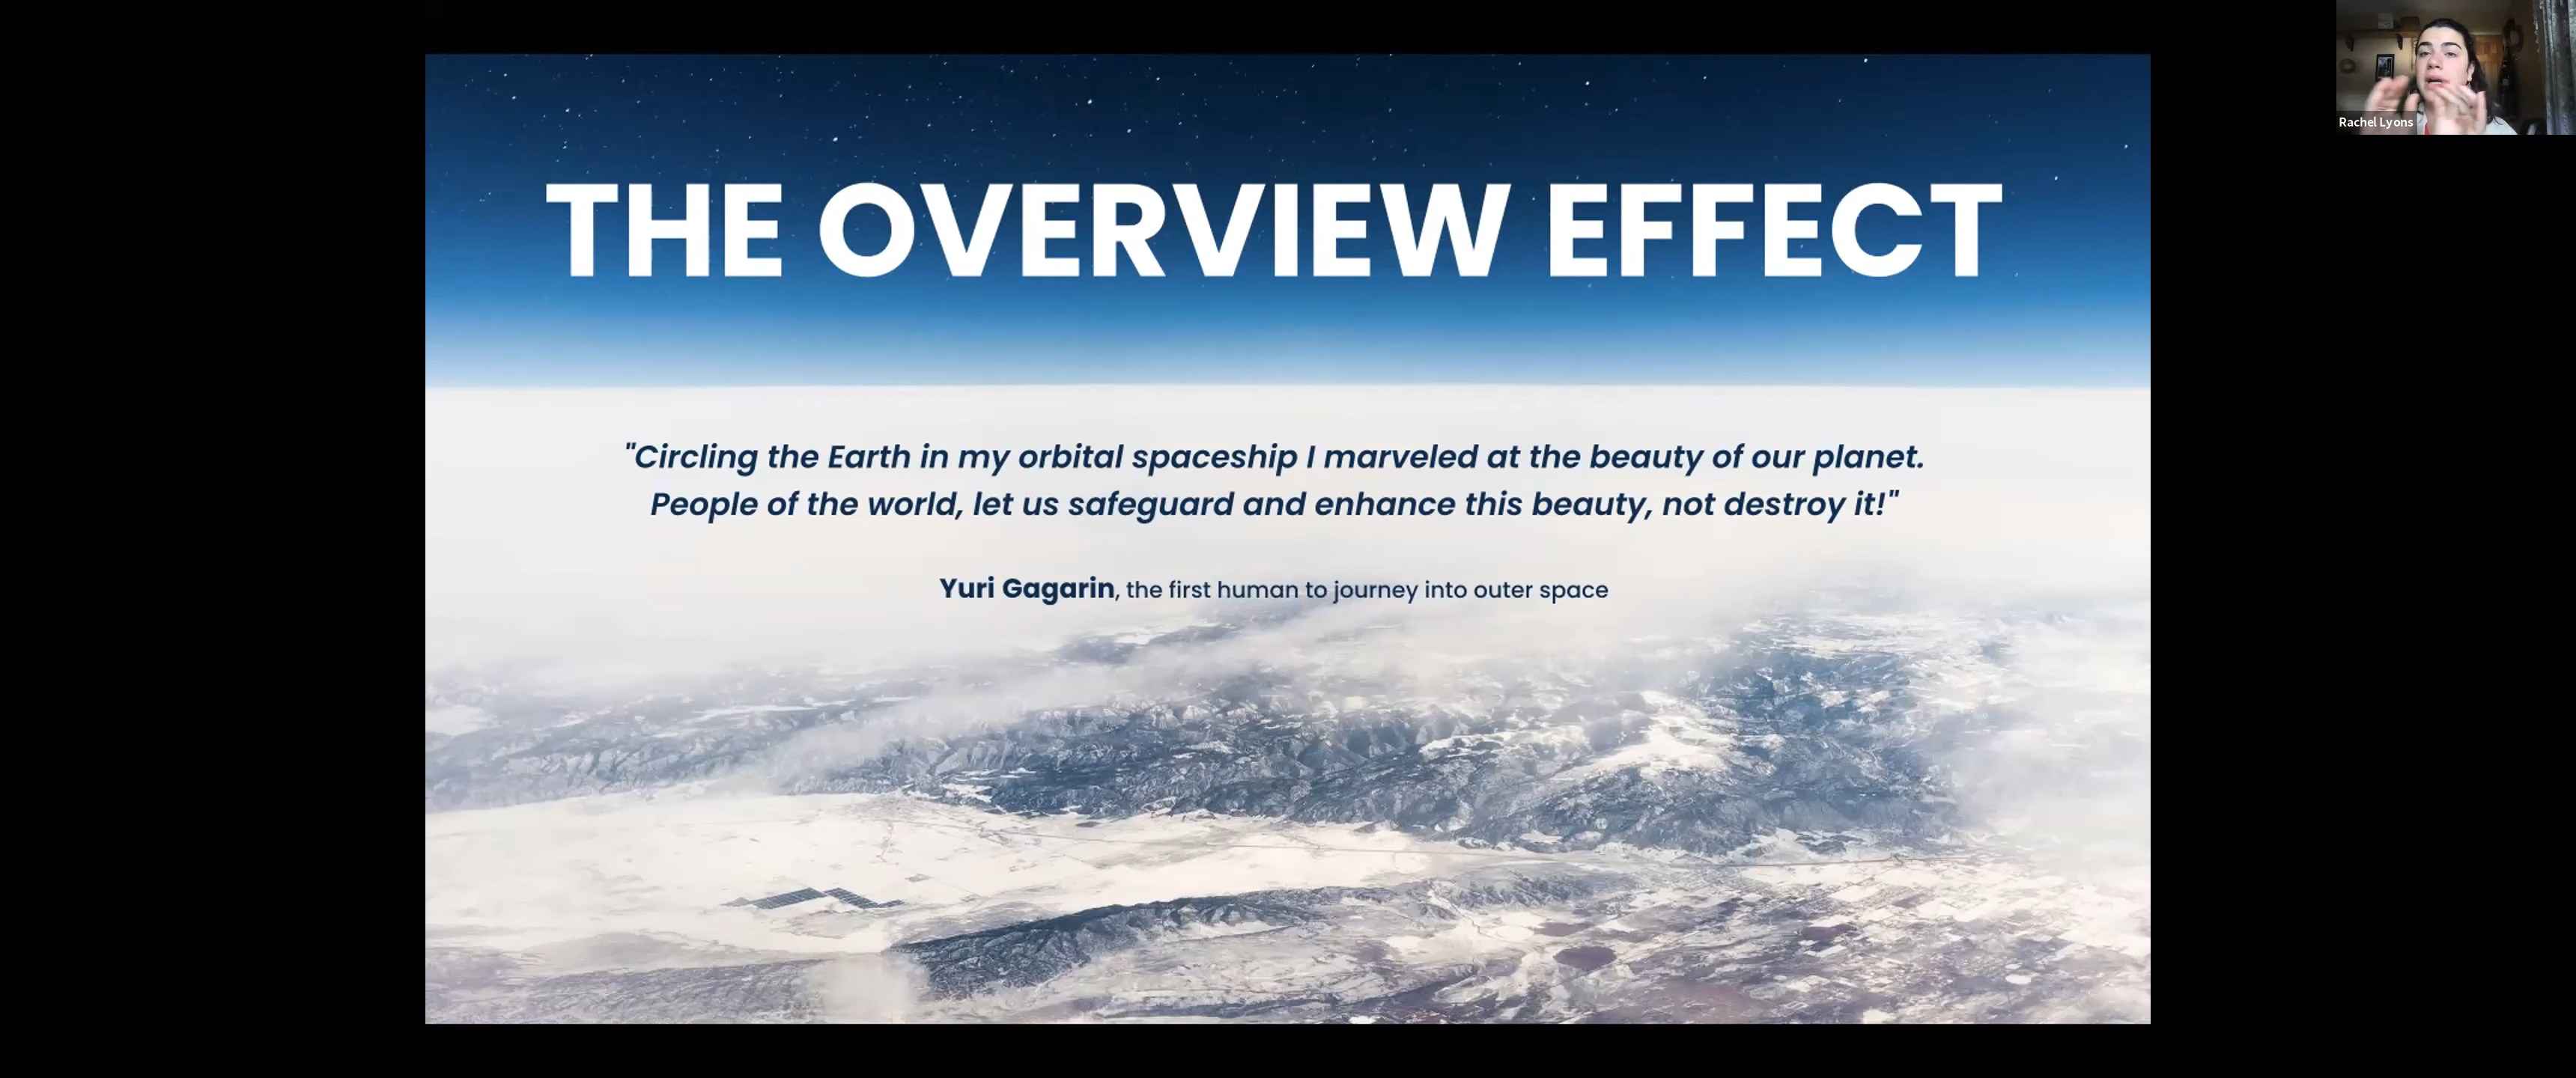 THE OVERVIEW EFFECT
"Circling the Earth in my orbital spaceship I marveled at the beauty of our planet.
People of the world, let us safeguard and enhance this beauty, not destroy it!"
Yuri Gagarin, the first human to journey into outer space
Rachel Lyons